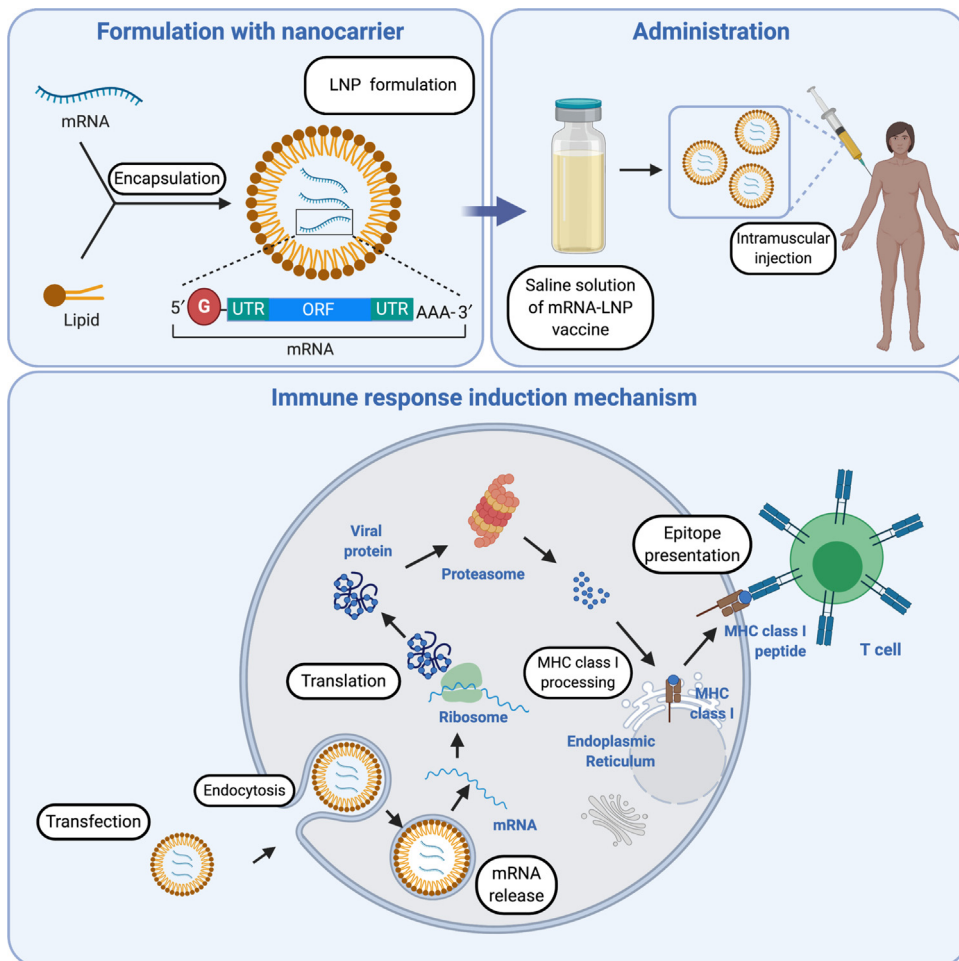 Formulation with nanocarrier
mRNA
Lipid
Encapsulation
LNP formulation
5′ G UTR ORF UTR AAA-3′
mRNA
Administration
Saline solution
of mRNA-LNP
vaccine
Intramuscular
injection
Immune response induction mechanism
Transfection
Endocytosis
mRNA
release
mRNA
Ribosome
Translation
Viral
protein
Proteasome
MHC class I
processing
Endoplasmic
Reticulum
MHC
class I
Epitope
presentation
MHC class I
peptide
T cell